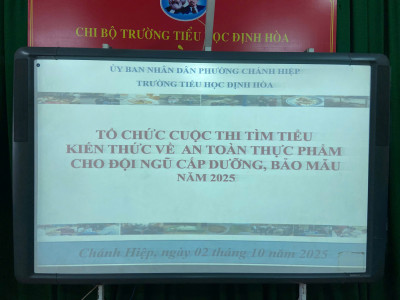 CHI BỘ TRƯỜNG TIỂU HỌC ĐỊNH HÒA
ỦY BAN NHÂN DÂN PHƯỜNG CHÁNH HIỆP
TRƯỜNG TIỂU HỌC ĐỊNH HÒA
TỔ CHỨC CUỘC THI TÌM TIỂU
KIẾN THỨC VỀ AN TOÀN THỰC PHẨM
CHO ĐỘI NGŨ CẤP DƯỠNG, BẢO MẪU
NĂM 2025
Chánh Hiệp, ngày 02 tháng 10 năm 2025